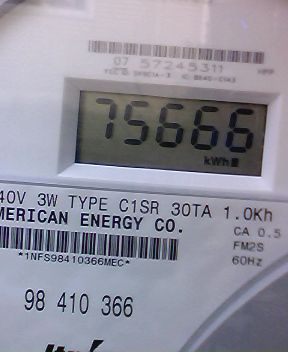 07 57245311
HPP
75666
kWh
40V 3W TYPE C1SR 30TA 1.0Kh
MERICAN ENERGY CO.
CA 0.5
FM2S
60Hz
*1NFS98410366MEC*
98 410 366